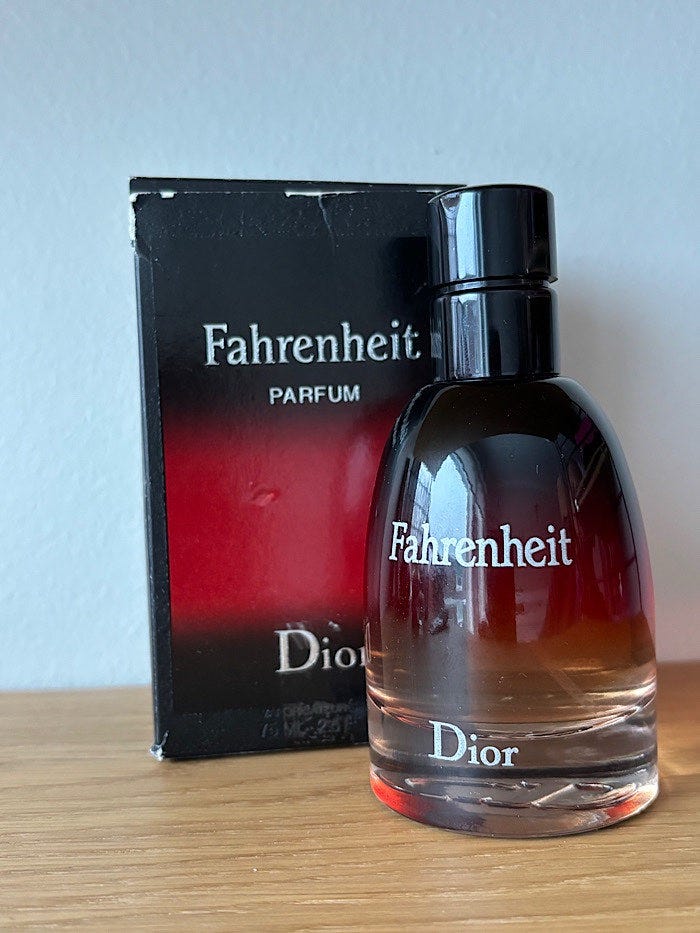 Fahrenheit
PARFUM
Dior
Fahrenheit
Dior